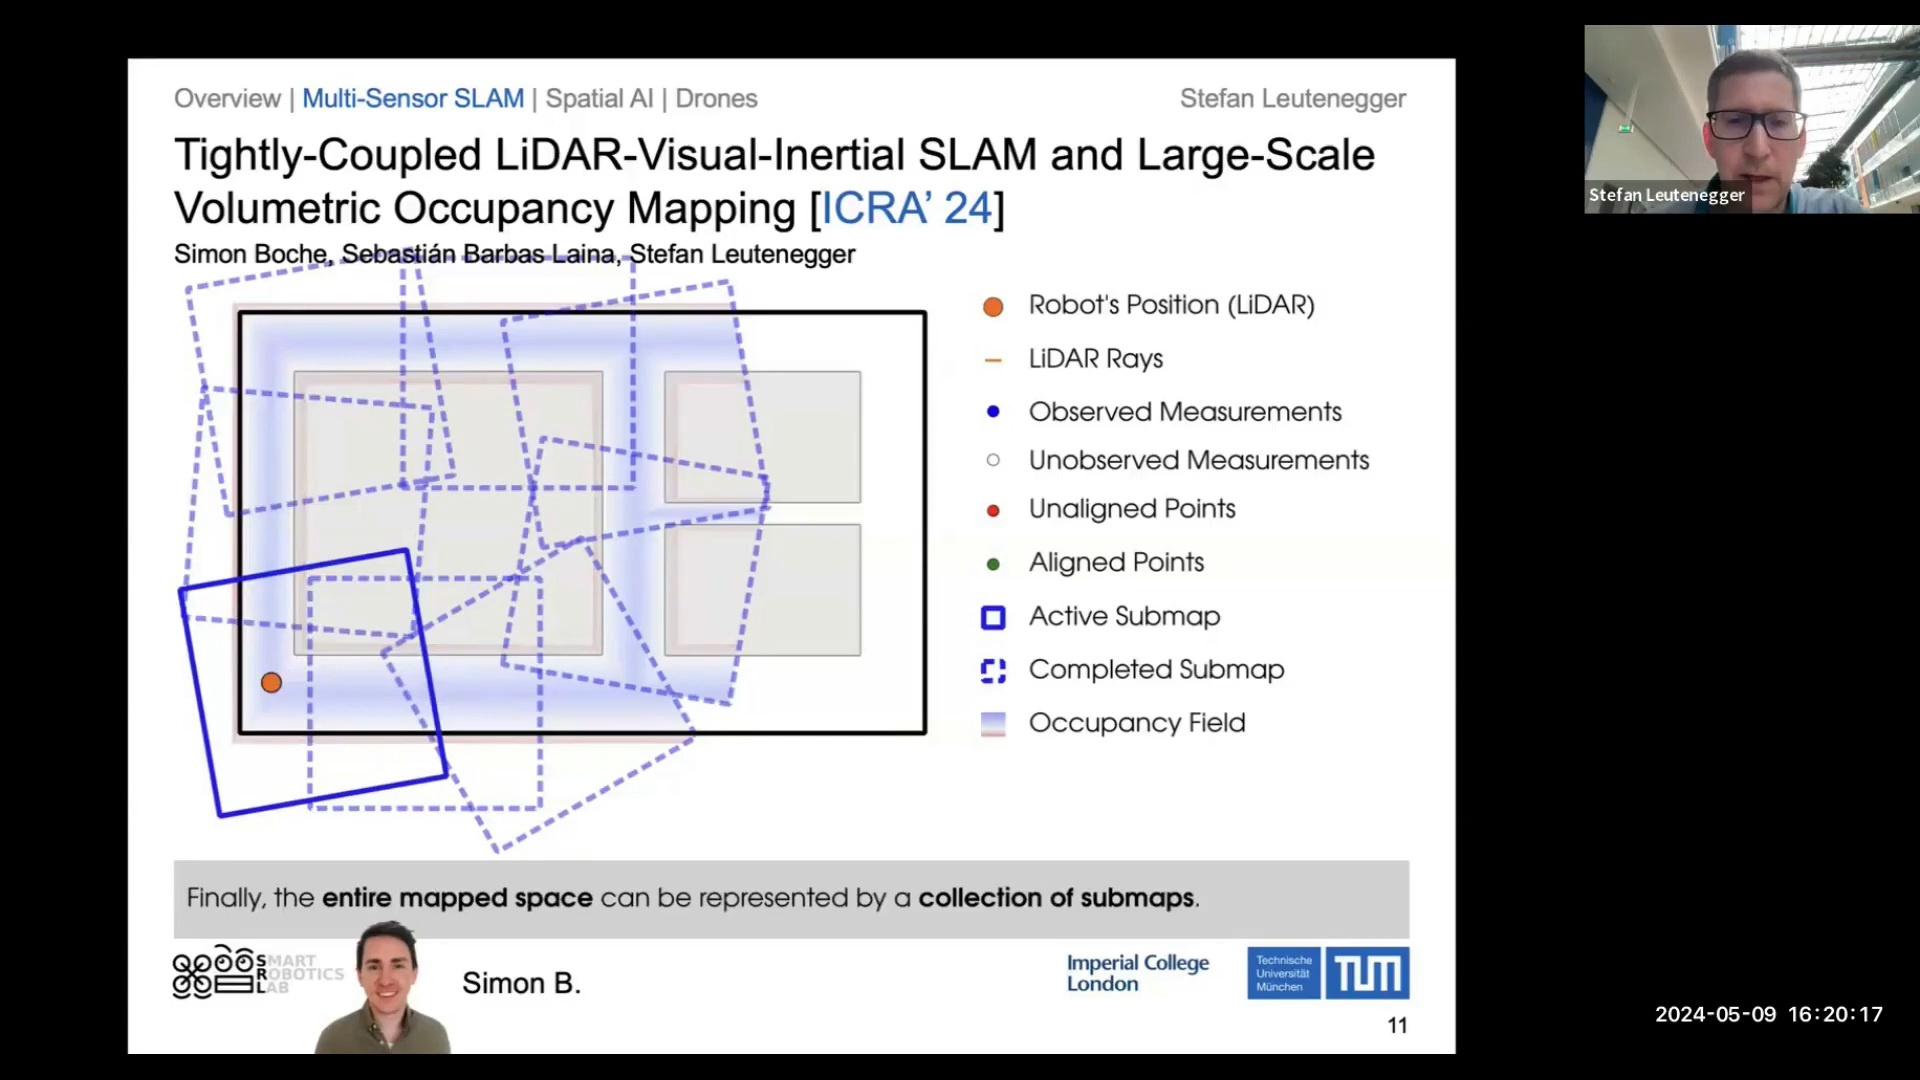 Overview | Multi-Sensor SLAM | Spatial AI | Drones
Stefan Leutenegger
Tightly-Coupled LiDAR-Visual-Inertial SLAM and Large-Scale
Volumetric Occupancy Mapping [ICRA' 24]
Simon Boche, Sebastián Barbas Laina, Stefan Leutenegger
Robot's Position (LiDAR)
LiDAR Rays
Observed Measurements
Unobserved Measurements
Unaligned Points
Aligned Points
Active Submap
Completed Submap
Occupancy Field
Finally, the entire mapped space can be represented by a collection of submaps.
SMART
ROBOTICS
LAB
Simon B.
Imperial College
London
Technische
Universität
München
TUM
11
Stefan Leutenegger
2024-05-09 16:20:17